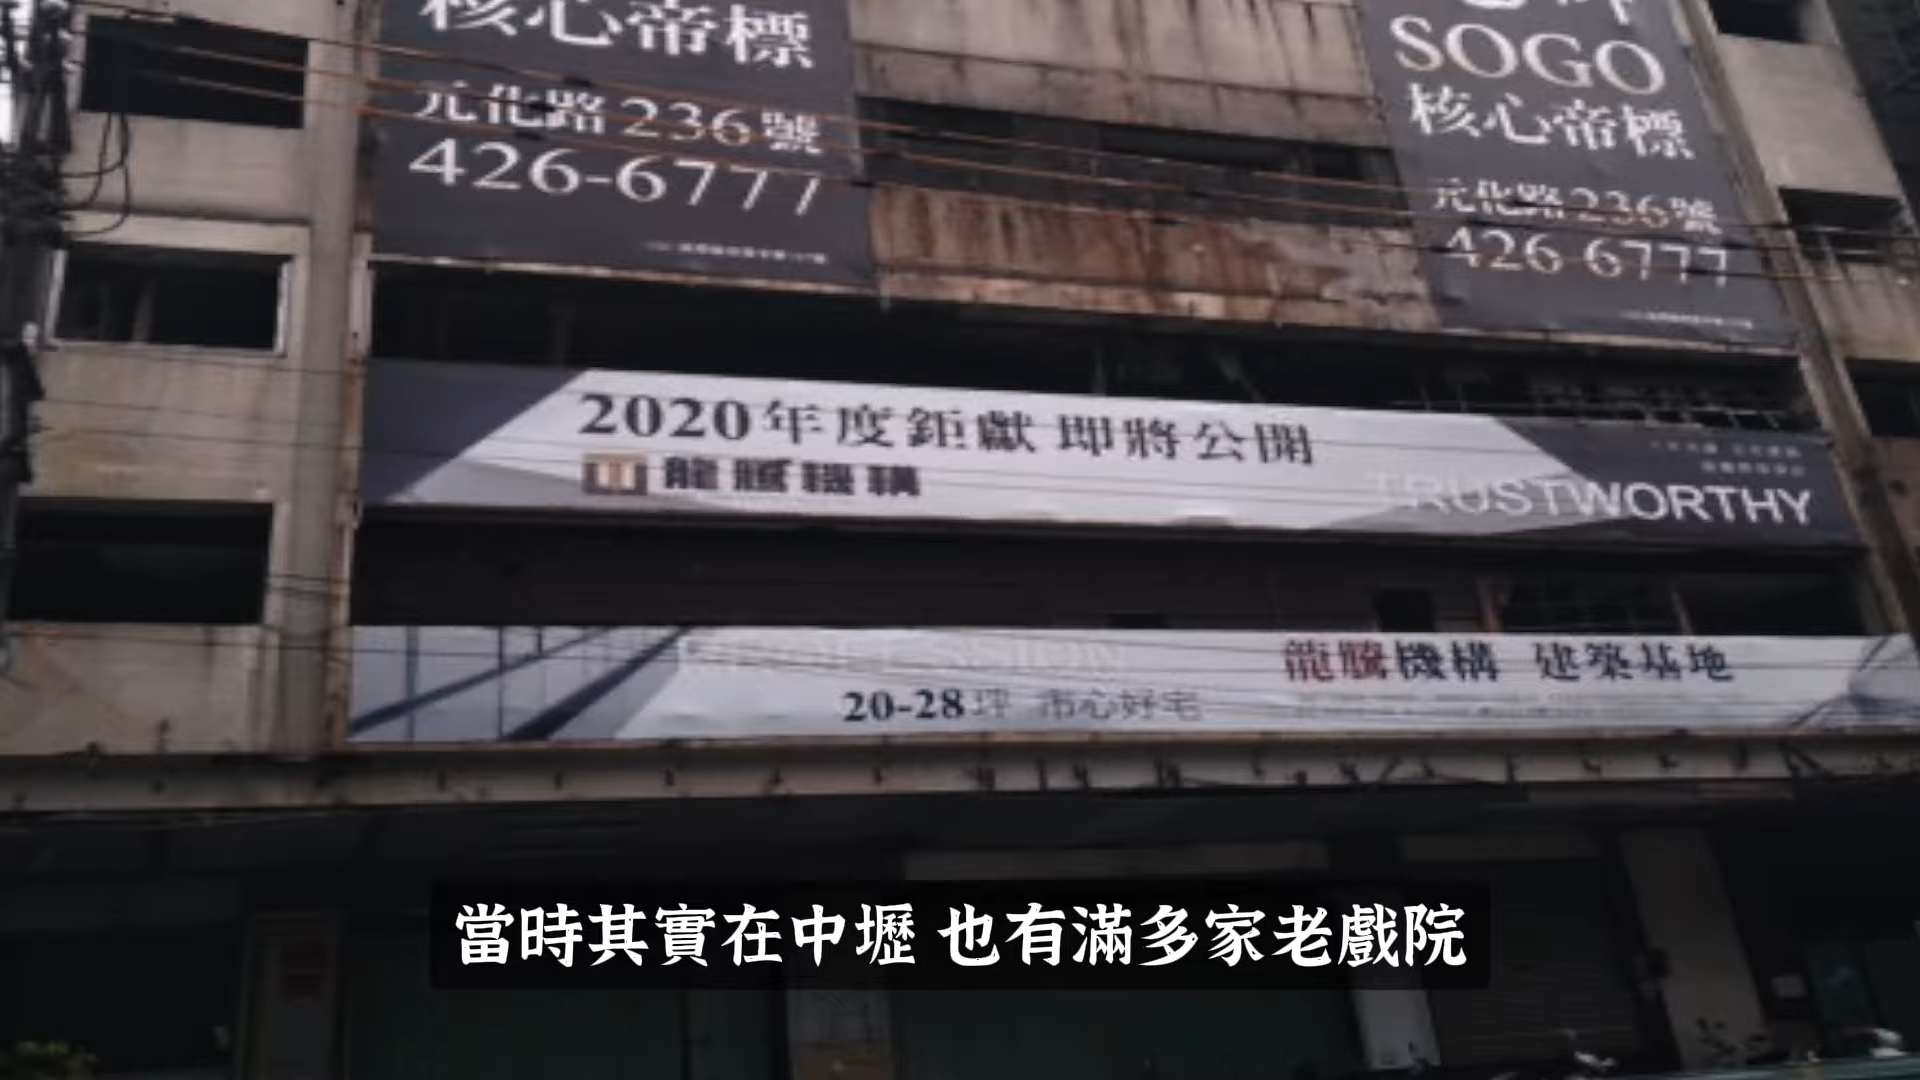 核心帝標
元化路236號
426-6777
SOGO
核心帝標
元化路236號
426-6777
2020年度鉅獻 即將公開
龍騰機構
TRUSTWORTHY
龍騰機構 建築基地
20-28坪 市心好宅
當時其實在中壢 也有滿多家老戲院